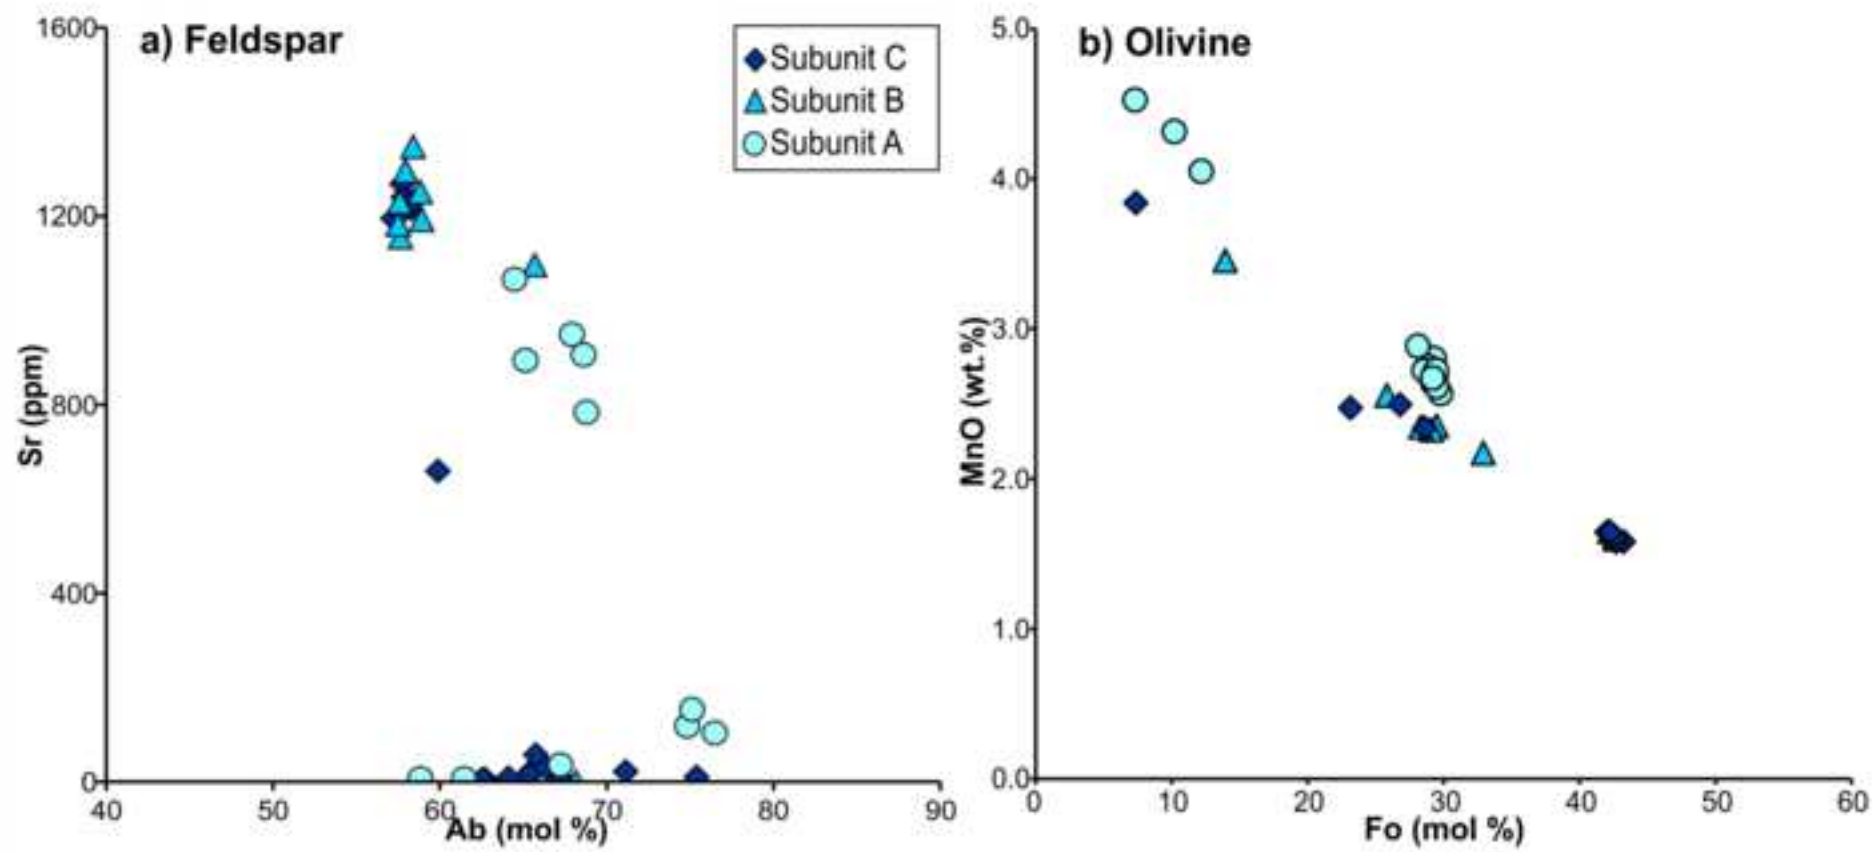 a) Feldspar
Subunit C
Subunit B
Subunit A
1600
1200
800
400
0
Sr (ppm)
40 50 60 70 80 90
Ab (mol %)
b) Olivine
5.0
4.0
3.0
2.0
1.0
0.0
MnO (wt.%)
0 10 20 30 40 50 60
Fo (mol %)